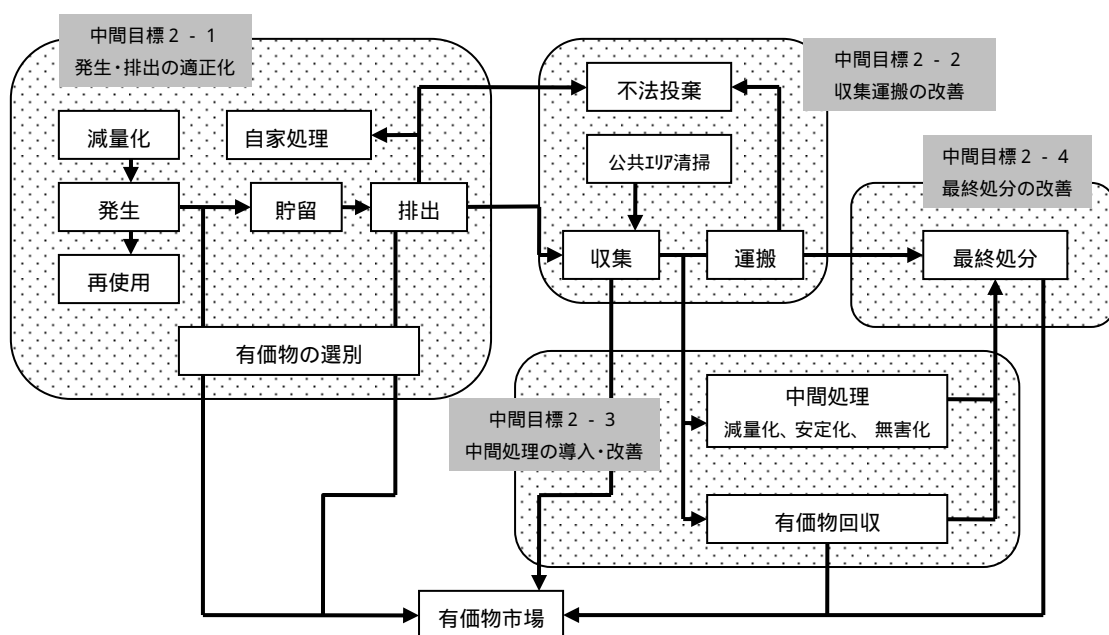 中間目標2-1
発生・排出の適正化
中間目標2-2
収集運搬の改善
不法投棄
減量化
自家処理
公共ｴﾘｱ清掃
中間目標2-4
最終処分の改善
発生
貯留
排出
収集
運搬
最終処分
再使用
有価物の選別
中間目標2-3
中間処理の導入・改善
中間処理
減量化、安定化、無害化
有価物回収
有価物市場